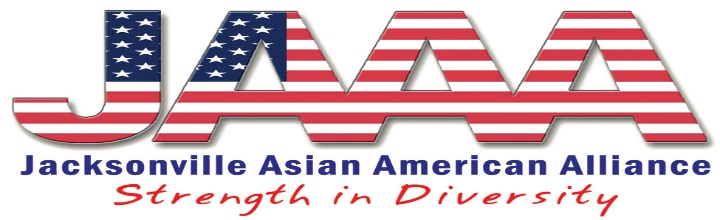 JAAA
Jacksonville Asian American Alliance
Strength in Diversity